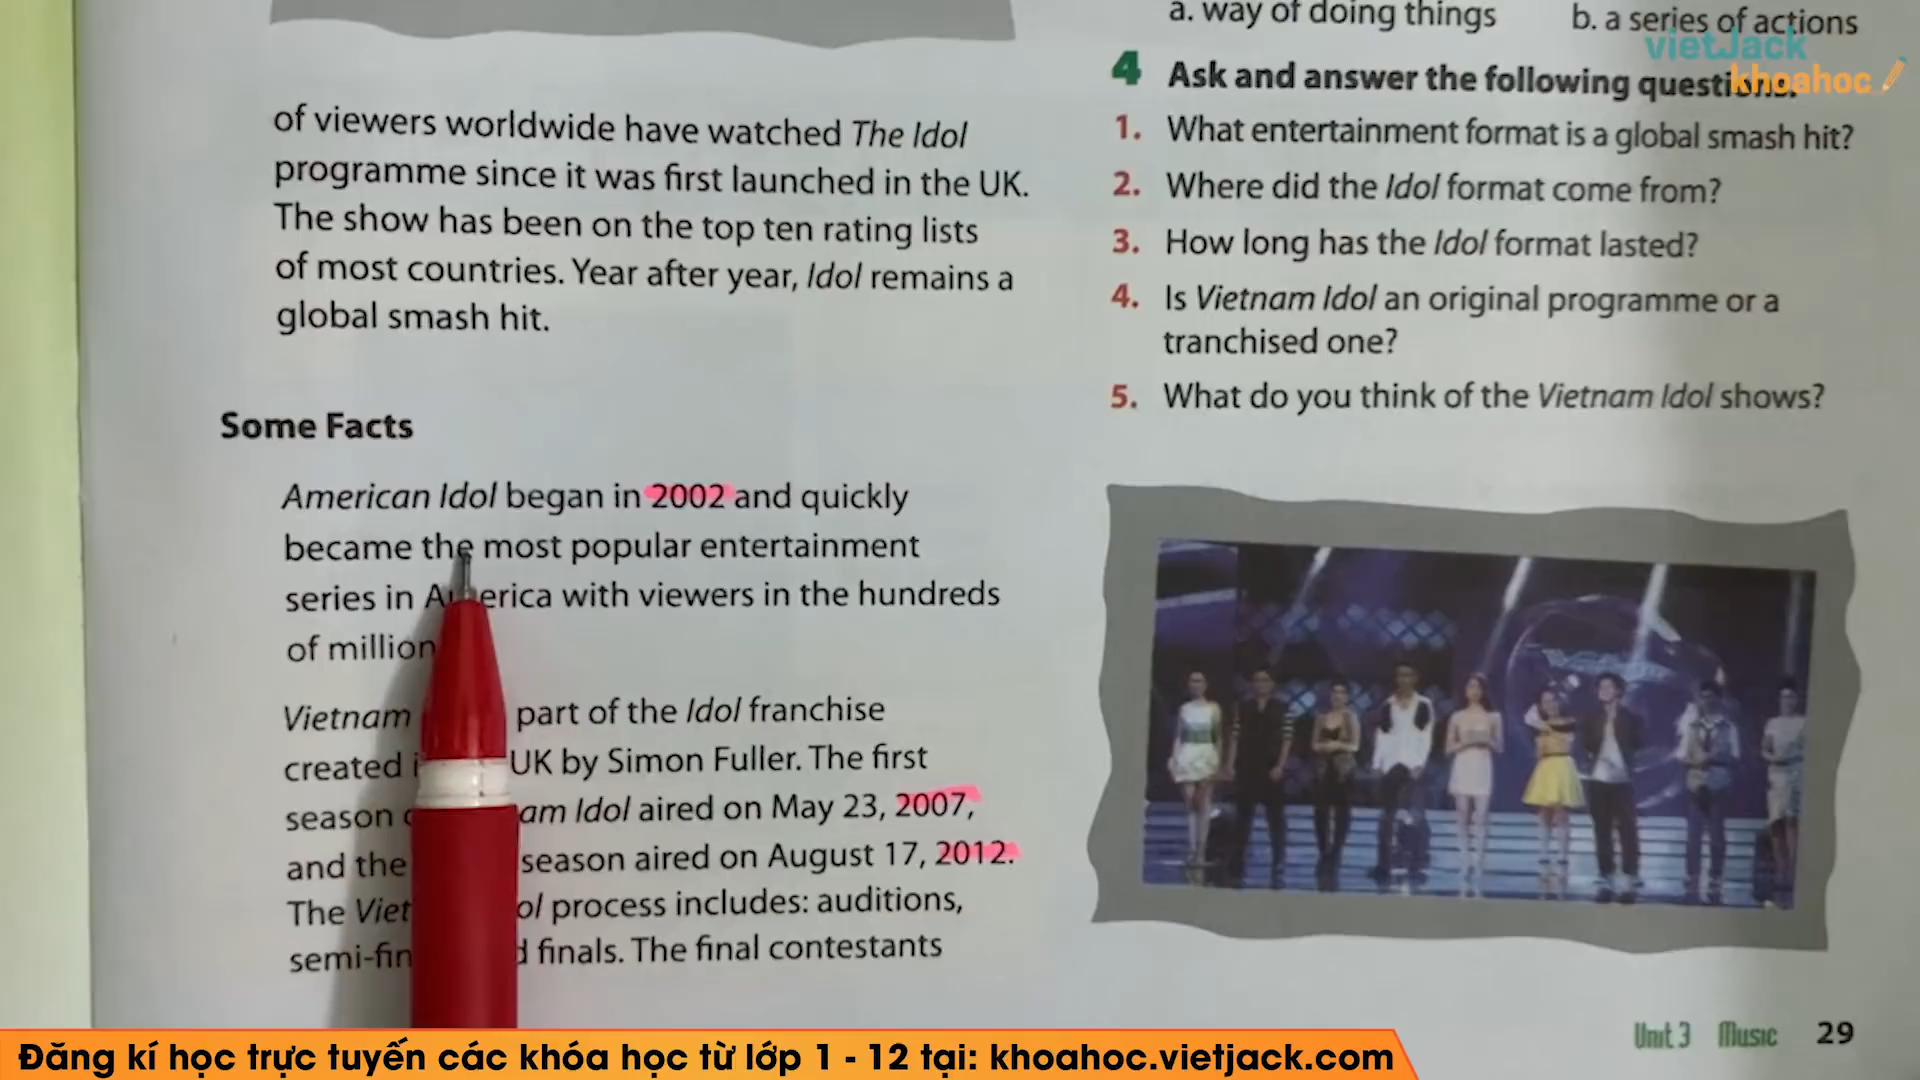 of viewers worldwide have watched The Idol
programme since it was first launched in the UK.
The show has been on the top ten rating lists
of most countries. Year after year, Idol remains a
global smash hit.
Some Facts
American Idol began in 2002 and quickly
became the most popular entertainment
series in America with viewers in the hundreds
of million
Vietnam part of the Idol franchise
created UK by Simon Fuller. The first
season am Idol aired on May 23, 2007,
and the season aired on August 17, 2012.
The Viet ol process includes: auditions,
semi-fin d finals. The final contestants
a. way of doing things b. a series of actions
4 Ask and answer the following questions.
1. What entertainment format is a global smash hit?
2. Where did the Idol format come from?
3. How long has the Idol format lasted?
4. Is Vietnam Idol an original programme or a
tranchised one?
5. What do you think of the Vietnam Idol shows?
Unit 3 Music 29
vietJack
khoahoc
Đăng kí học trực tuyến các khóa học từ lớp 1 - 12 tại: khoahoc.vietjack.com